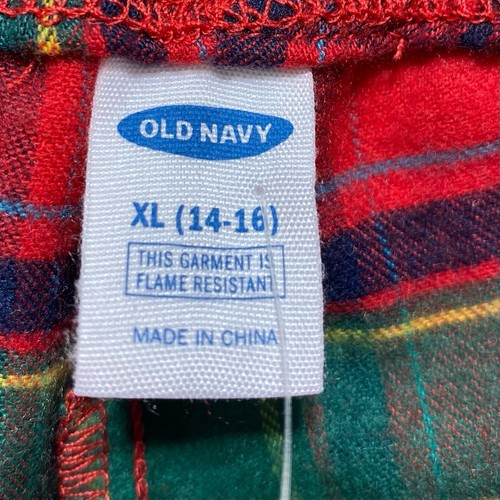 OLD NAVY
XL (14-16)
THIS GARMENT IS
FLAME RESISTANT
MADE IN CHINA